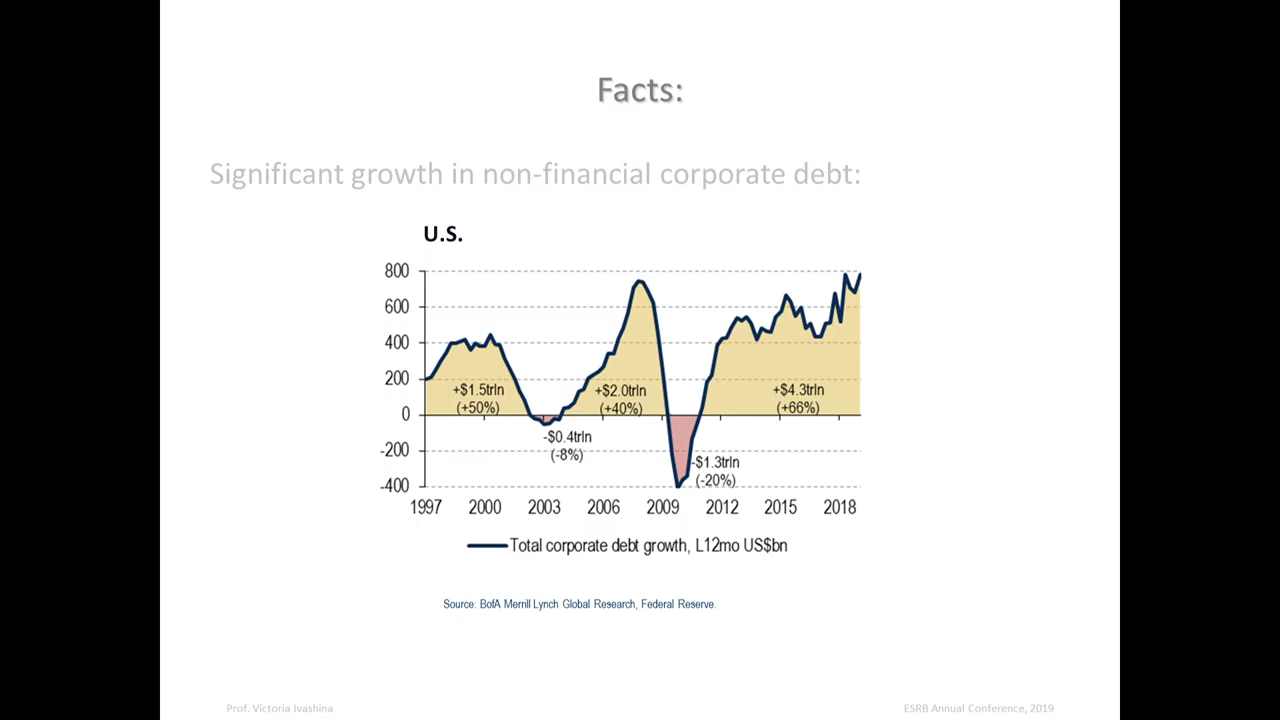 Facts:
Significant growth in non-financial corporate debt:
U.S.
800
600
400
200
0
-200
-400
+$1.5trln
(+50%)
-$0.4trln
(-8%)
+$2.0trln
(+40%)
-$1.3trln
(-20%)
+$4.3trln
(+66%)
1997 2000 2003 2006 2009 2012 2015 2018
Total corporate debt growth, L12mo US$bn
Source: BofA Merrill Lynch Global Research, Federal Reserve.
Prof. Victoria Ivashina
ESRB Annual Conference, 2019